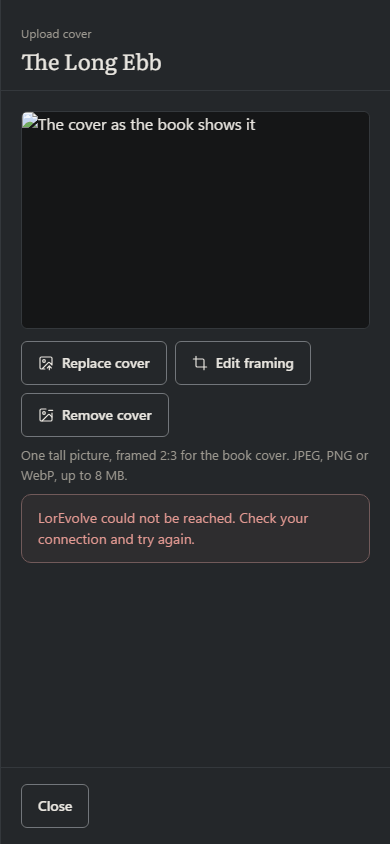 Upload cover
The Long Ebb
The cover as the book shows it
Replace cover
Edit framing
Remove cover
One tall picture, framed 2:3 for the book cover. JPEG, PNG or
WebP, up to 8 MB.
LorEvolve could not be reached. Check your
connection and try again.
Close